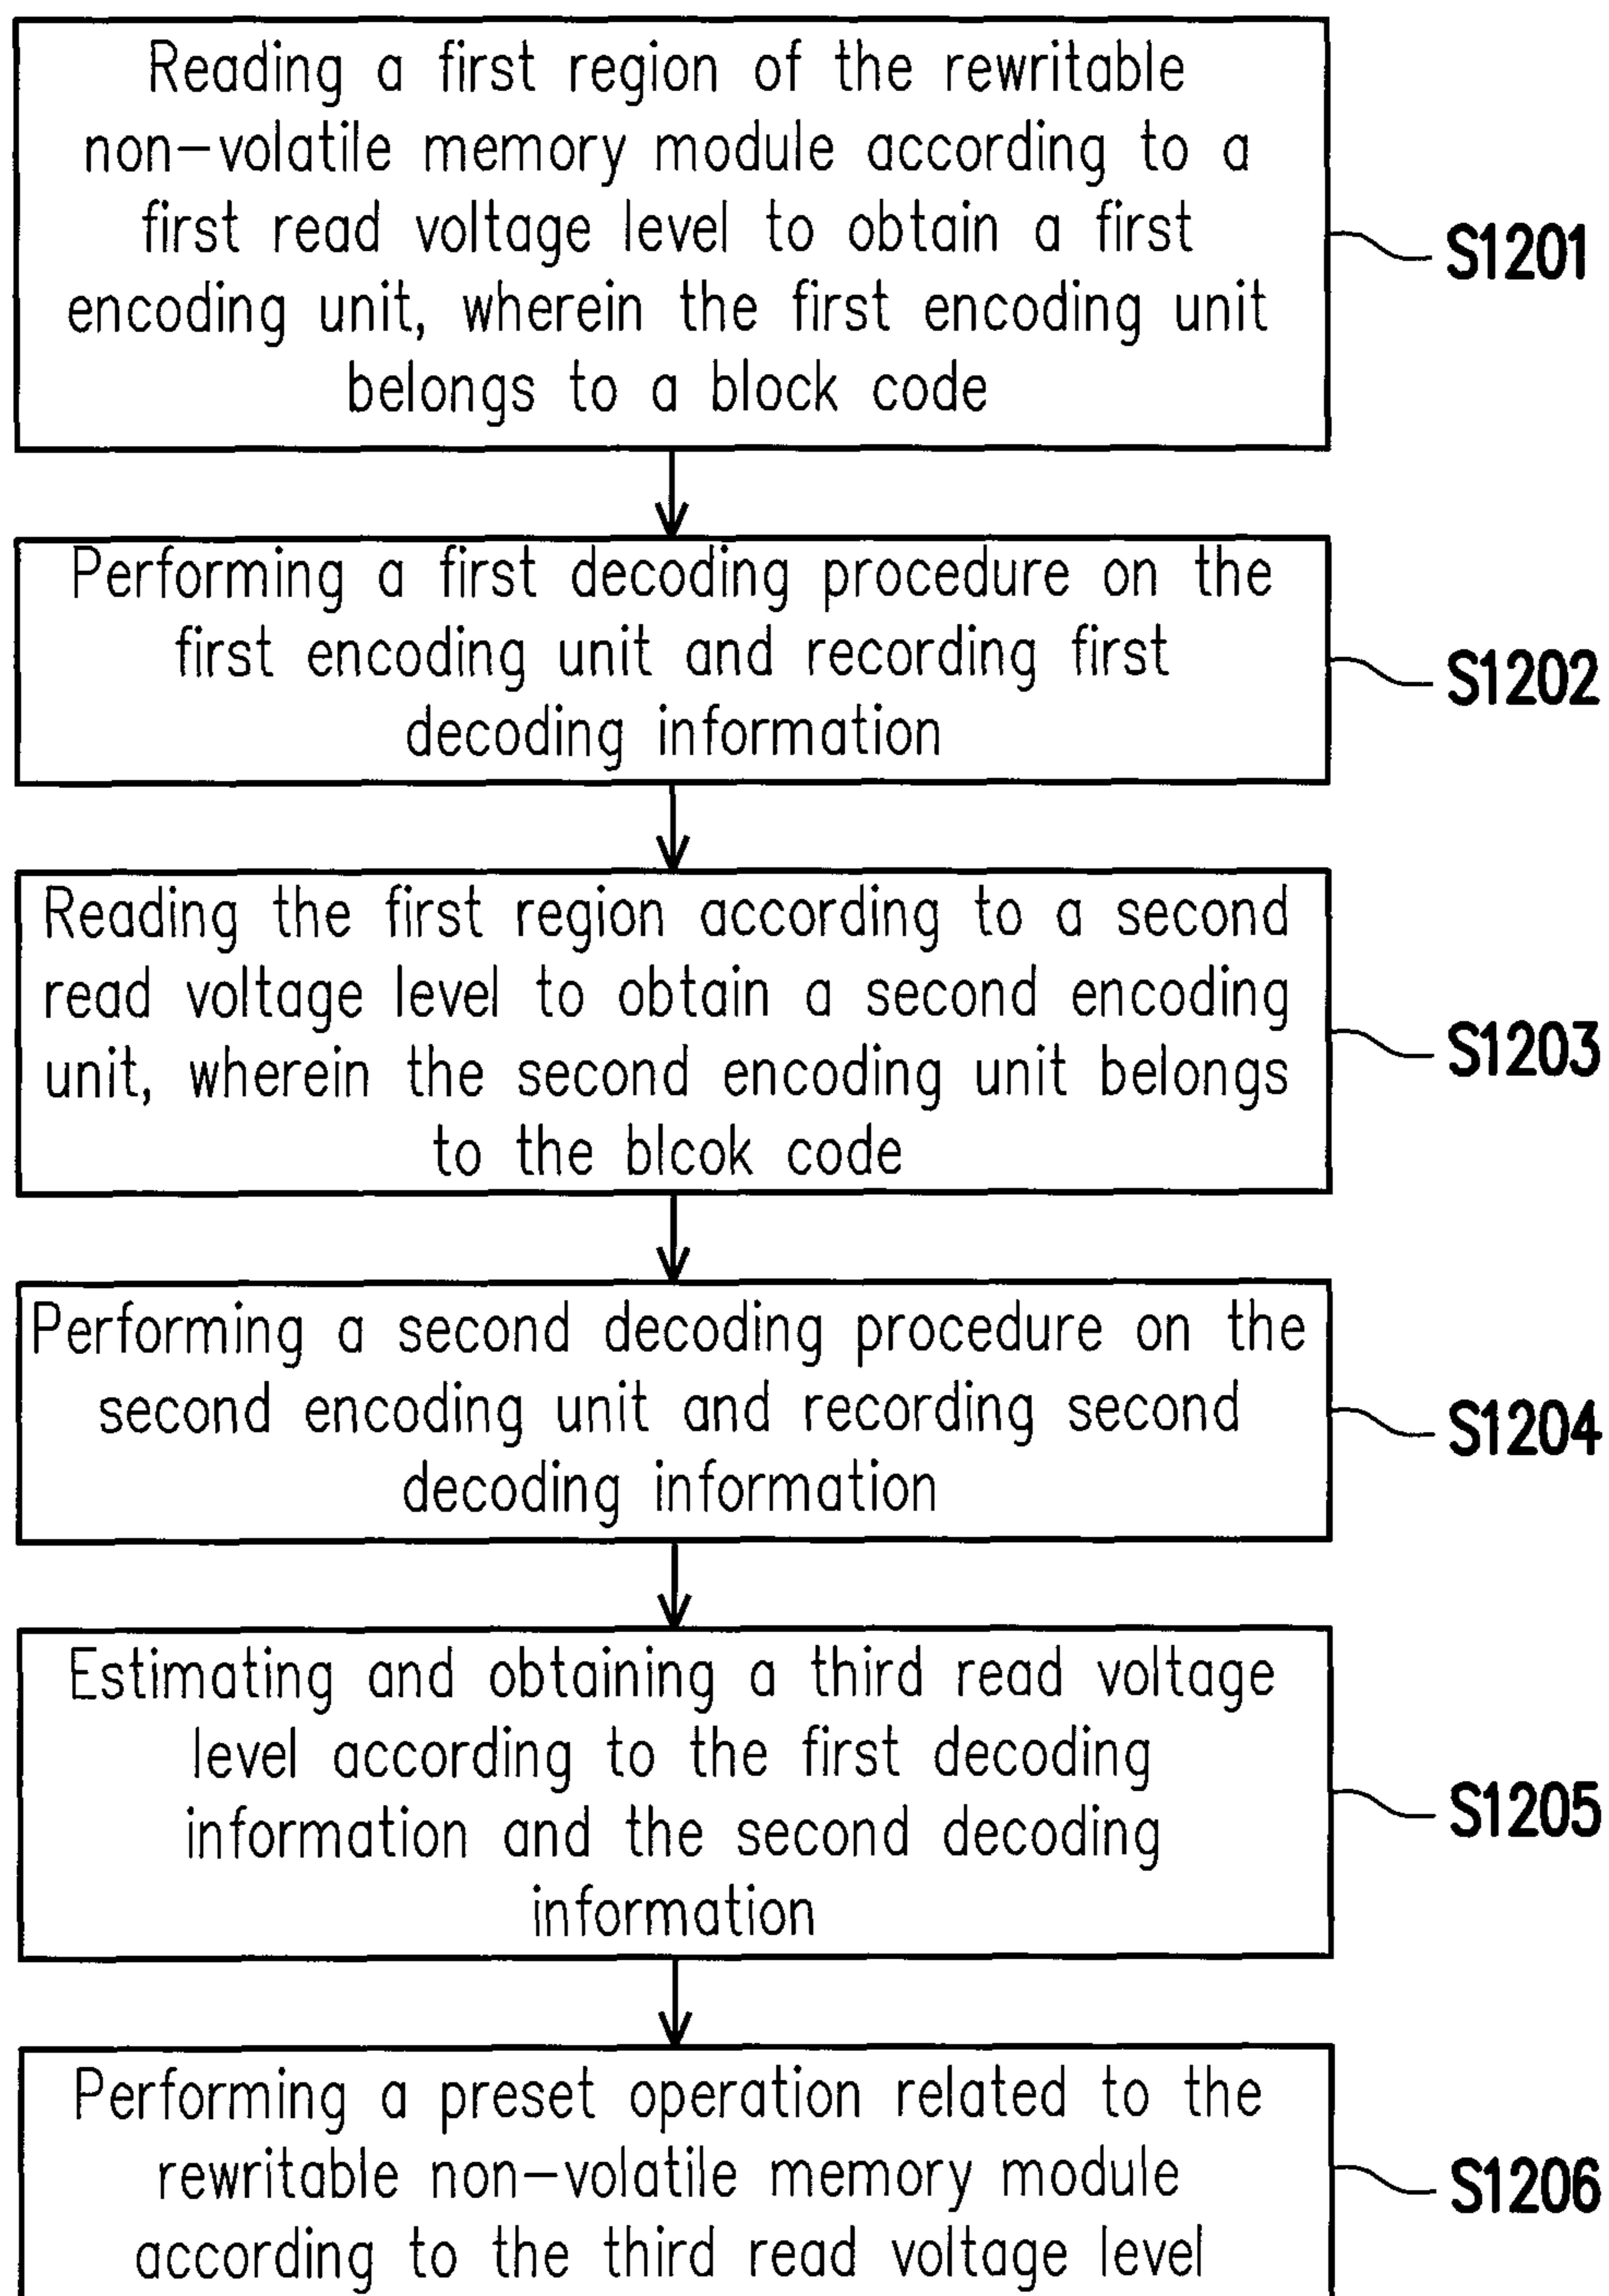 Reading a first region of the rewritable
non-volatile memory module according to a
first read voltage level to obtain a first
encoding unit, wherein the first encoding unit
belongs to a block code
S1201
Performing a first decoding procedure on the
first encoding unit and recording first
decoding information
S1202
Reading the first region according to a second
read voltage level to obtain a second encoding
unit, wherein the second encoding unit belongs
to the blcok code
S1203
Performing a second decoding procedure on the
second encoding unit and recording second
decoding information
S1204
Estimating and obtaining a third read voltage
level according to the first decoding
information and the second decoding
information
S1205
Performing a preset operation related to the
rewritable non-volatile memory module
according to the third read voltage level
S1206